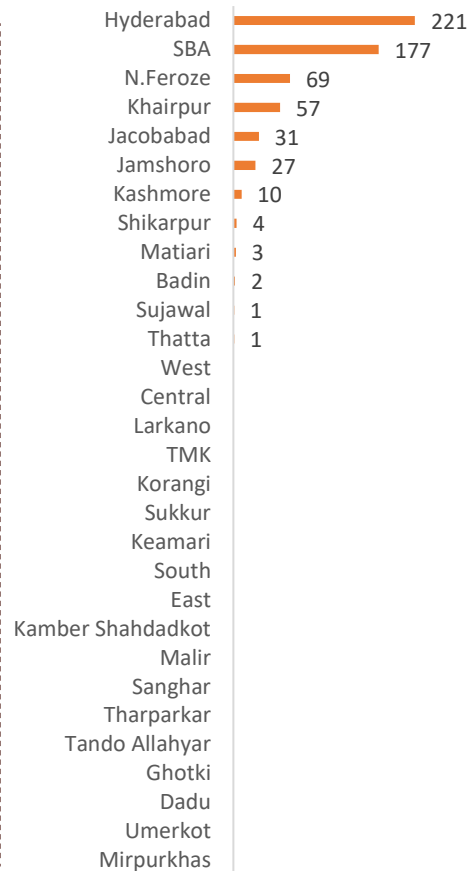 Hyderabad 221
SBA 177
N.Feroze 69
Khairpur 57
Jacobabad 31
Jamshoro 27
Kashmore 10
Shikarpur 4
Matiari 3
Badin 2
Sujawal 1
Thatta 1
West
Central
Larkano
TMK
Korangi
Sukkur
Keamari
South
East
Kamber Shahdadkot
Malir
Sanghar
Tharparkar
Tando Allahyar
Ghotki
Dadu
Umerkot
Mirpurkhas